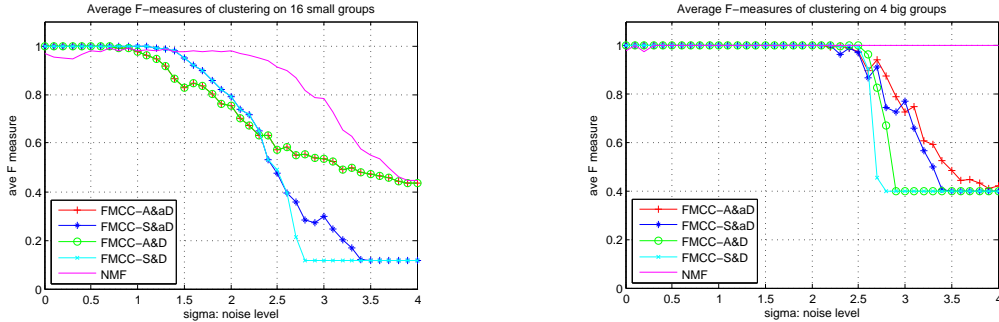 Average F-measures of clustering on 16 small groups
1
0.8
0.6
0.4
0.2
0
ave F measure
FMCC-A&aD
FMCC-S&aD
FMCC-A&D
FMCC-S&D
NMF
0 0.5 1 1.5 2 2.5 3 3.5 4
sigma: noise level
Average F-measures of clustering on 4 big groups
1
0.8
0.6
0.4
0.2
0
ave F measure
FMCC-A&aD
FMCC-S&aD
FMCC-A&D
FMCC-S&D
NMF
0 0.5 1 1.5 2 2.5 3 3.5 4
sigma: noise level